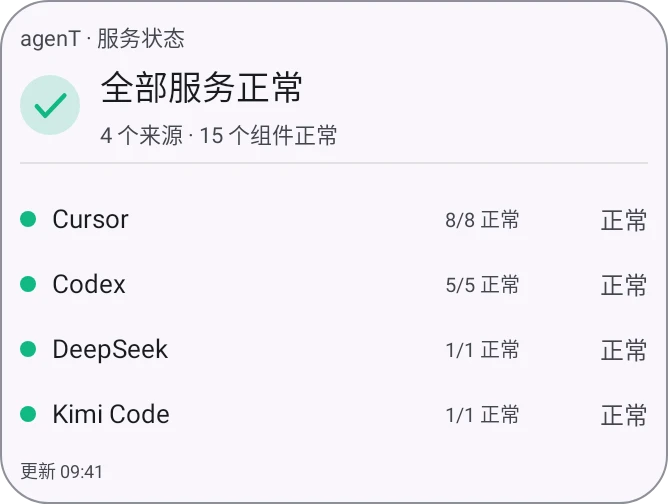 agenT · 服务状态
全部服务正常
4 个来源 · 15 个组件正常
Cursor 8/8 正常 正常
Codex 5/5 正常 正常
DeepSeek 1/1 正常 正常
Kimi Code 1/1 正常 正常
更新 09:41